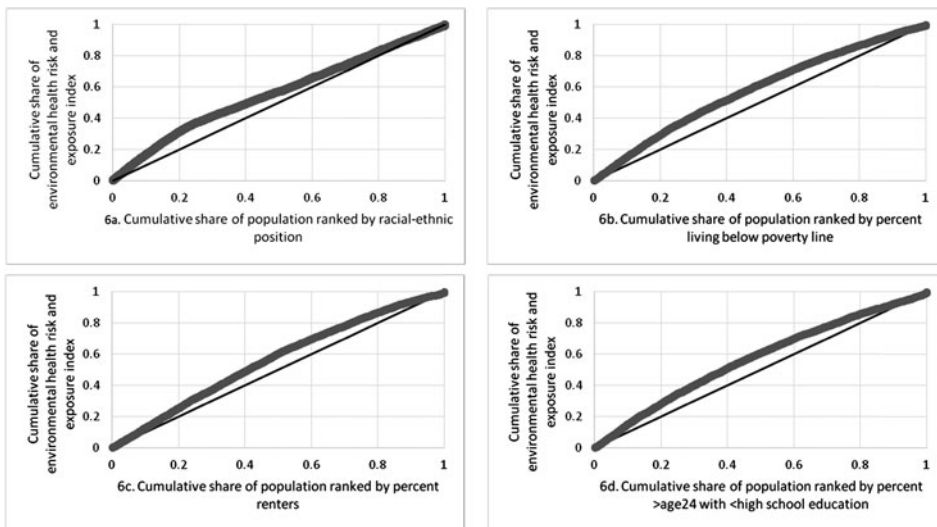 Cumulative share of
environmental health risk and
exposure index
1
0.8
0.6
0.4
0.2
0
0 0.2 0.4 0.6 0.8 1
6a. Cumulative share of population ranked by racial-ethnic
position
Cumulative share of
environmental health risk and
exposure index
1
0.8
0.6
0.4
0.2
0
0 0.2 0.4 0.6 0.8 1
6b. Cumulative share of population ranked by percent
living below poverty line
Cumulative share of
environmental health risk and
exposure index
1
0.8
0.6
0.4
0.2
0
0 0.2 0.4 0.6 0.8 1
6c. Cumulative share of population ranked by percent
renters
Cumulative share of
environmental health risk and
exposure index
1
0.8
0.6
0.4
0.2
0
0 0.2 0.4 0.6 0.8 1
6d. Cumulative share of population ranked by percent
>age24 with <high school education